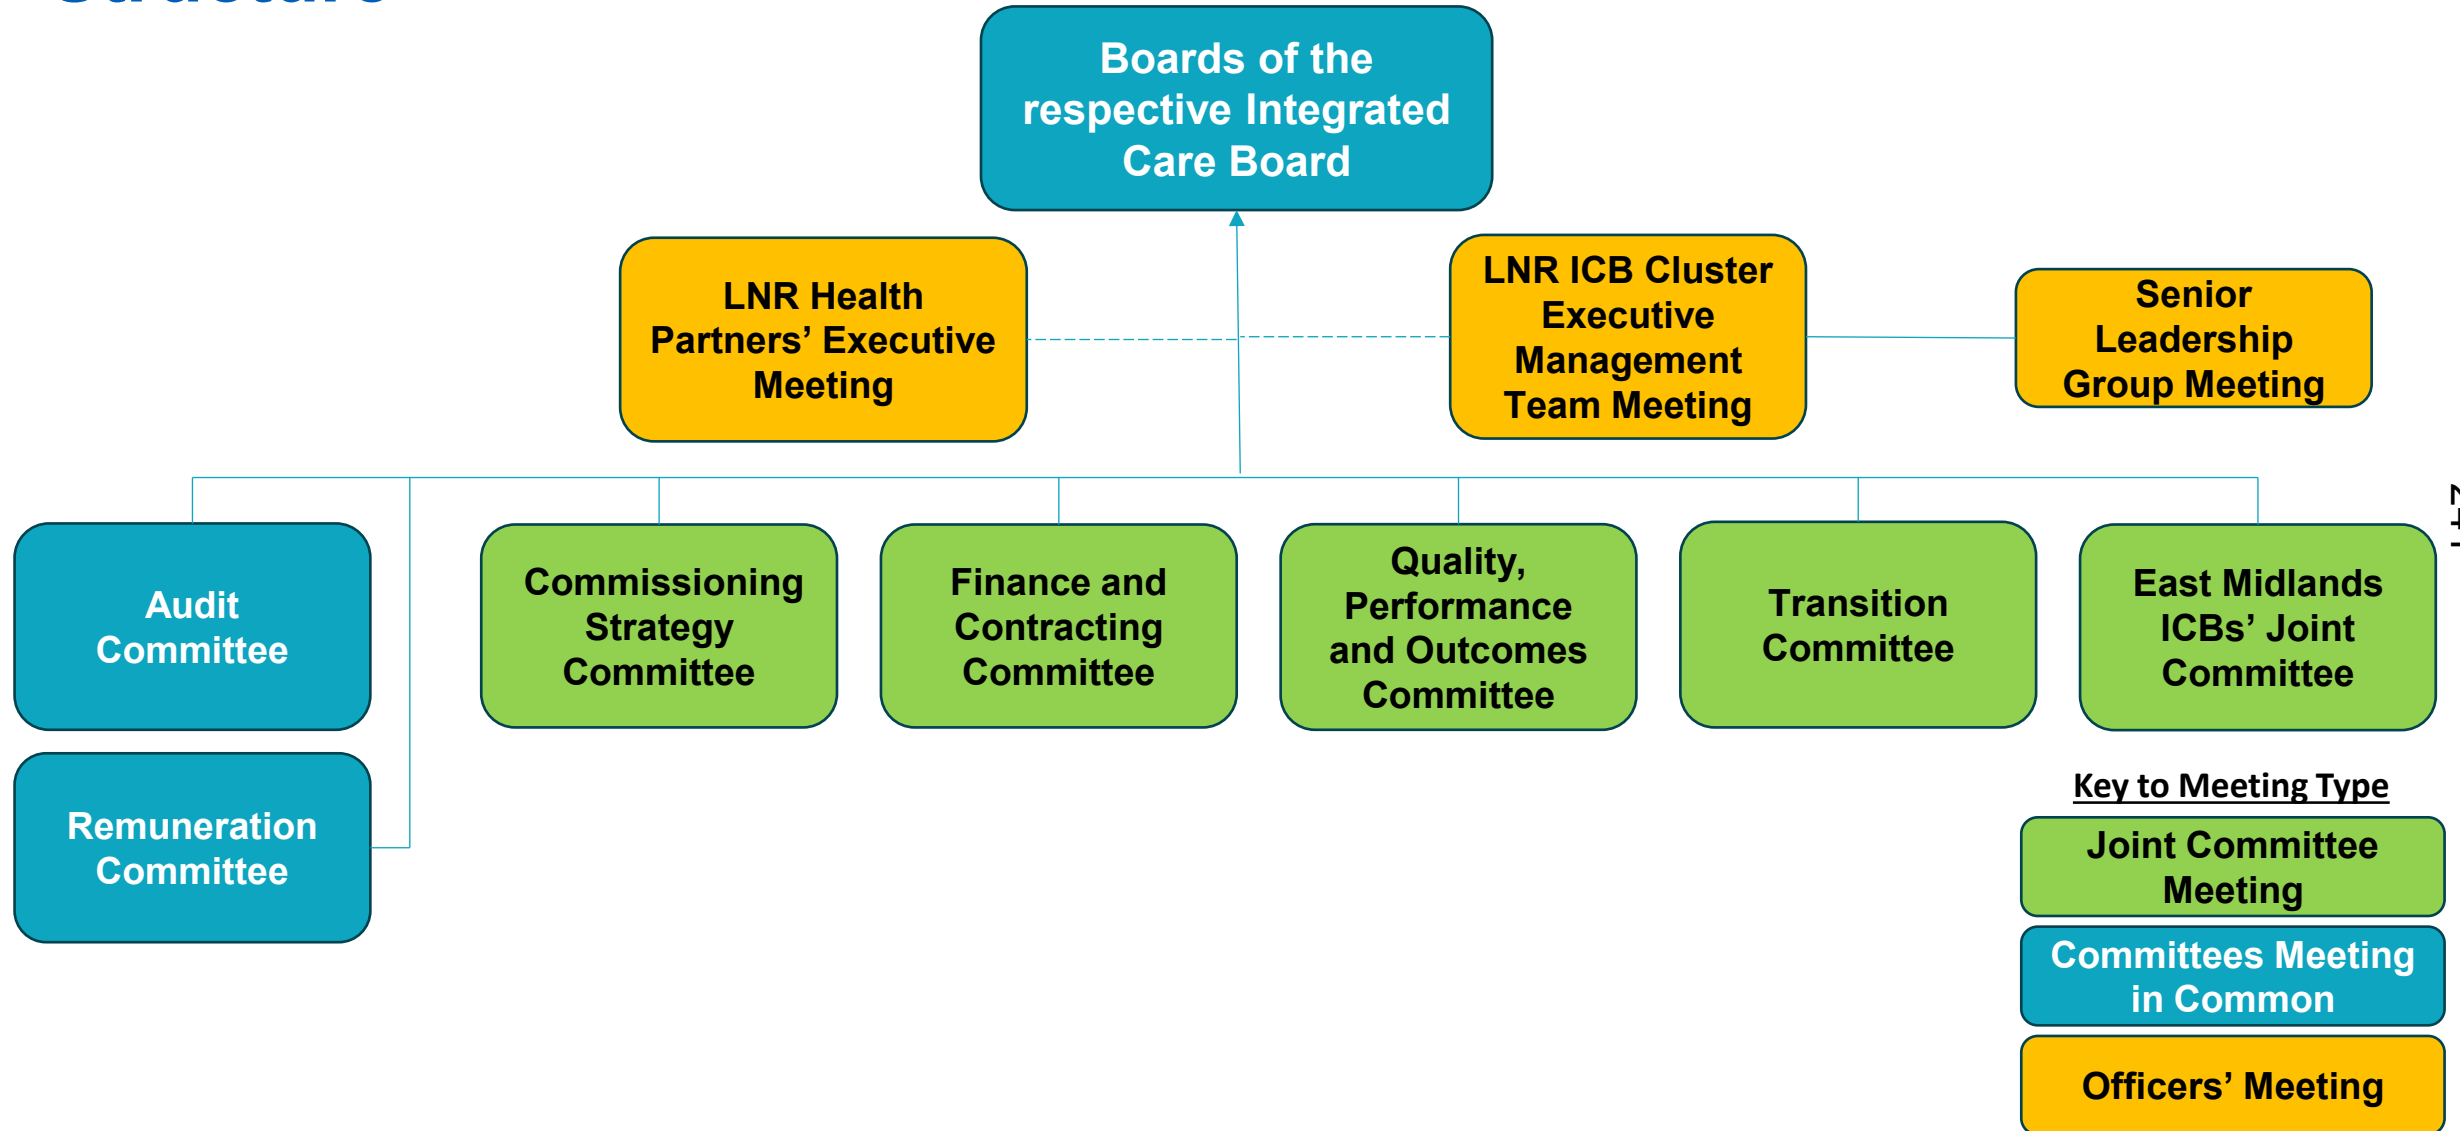 Boards of the
respective Integrated
Care Board
LNR Health
Partners’ Executive
Meeting
LNR ICB Cluster
Executive
Management
Team Meeting
Senior
Leadership
Group Meeting
Audit
Committee
Commissioning
Strategy
Committee
Finance and
Contracting
Committee
Quality,
Performance
and Outcomes
Committee
Transition
Committee
East Midlands
ICBs’ Joint
Committee
Remuneration
Committee
Key to Meeting Type
Joint Committee
Meeting
Committees Meeting
in Common
Officers’ Meeting